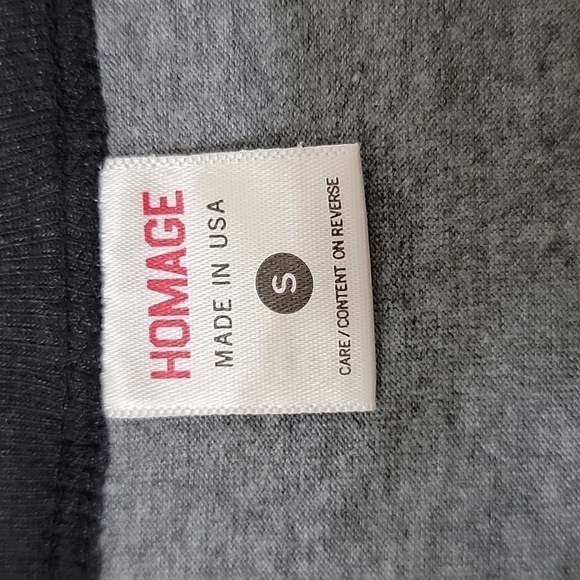 HOMAGE
MADE IN USA
S
CARE/CONTENT ON REVERSE